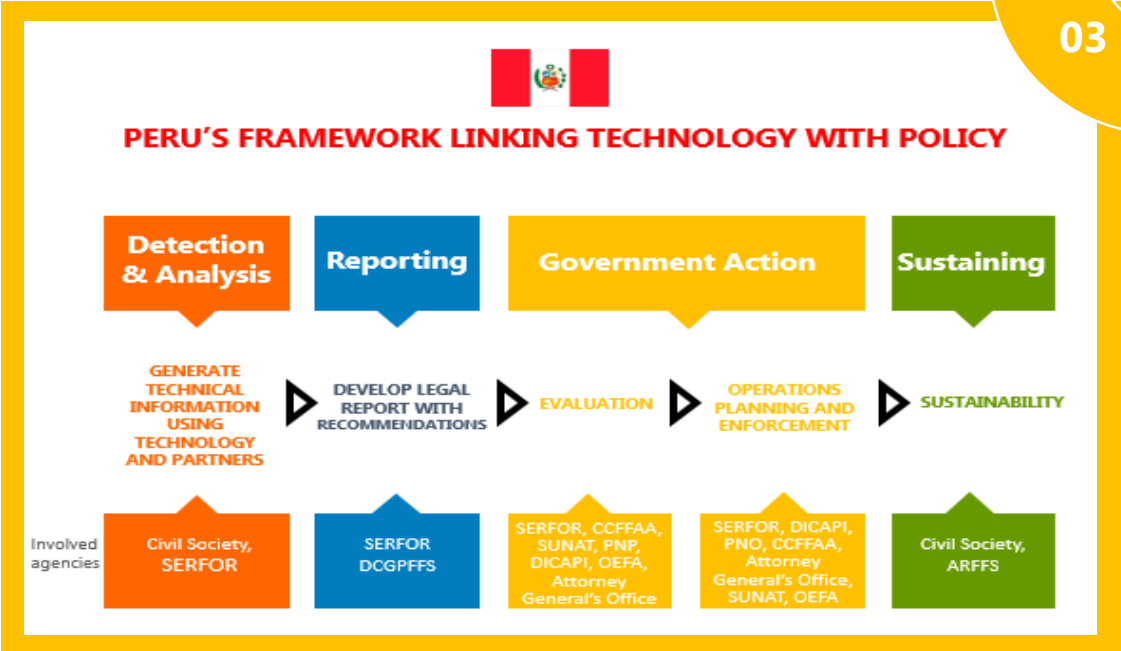 03
PERU'S FRAMEWORK LINKING TECHNOLOGY WITH POLICY
Detection
& Analysis
Reporting
Government Action
Sustaining
GENERATE
TECHNICAL
INFORMATION
USING
TECHNOLOGY
AND PARTNERS
DEVELOP LEGAL
REPORT WITH
RECOMMENDATIONS
EVALUATION
OPERATIONS
PLANNING AND
ENFORCEMENT
SUSTAINABILITY
Involved
agencies
Civil Society,
SERFOR
SERFOR
DCGPFFS
SERFOR, CCFFAA,
SUNAT, PNP,
DICAPI, OEFA,
Attorney
General's Office
SERFOR, DICAPI,
PNO, CCFFAA,
Attorney
General's Office,
SUNAT, OEFA
Civil Society,
ARFFS